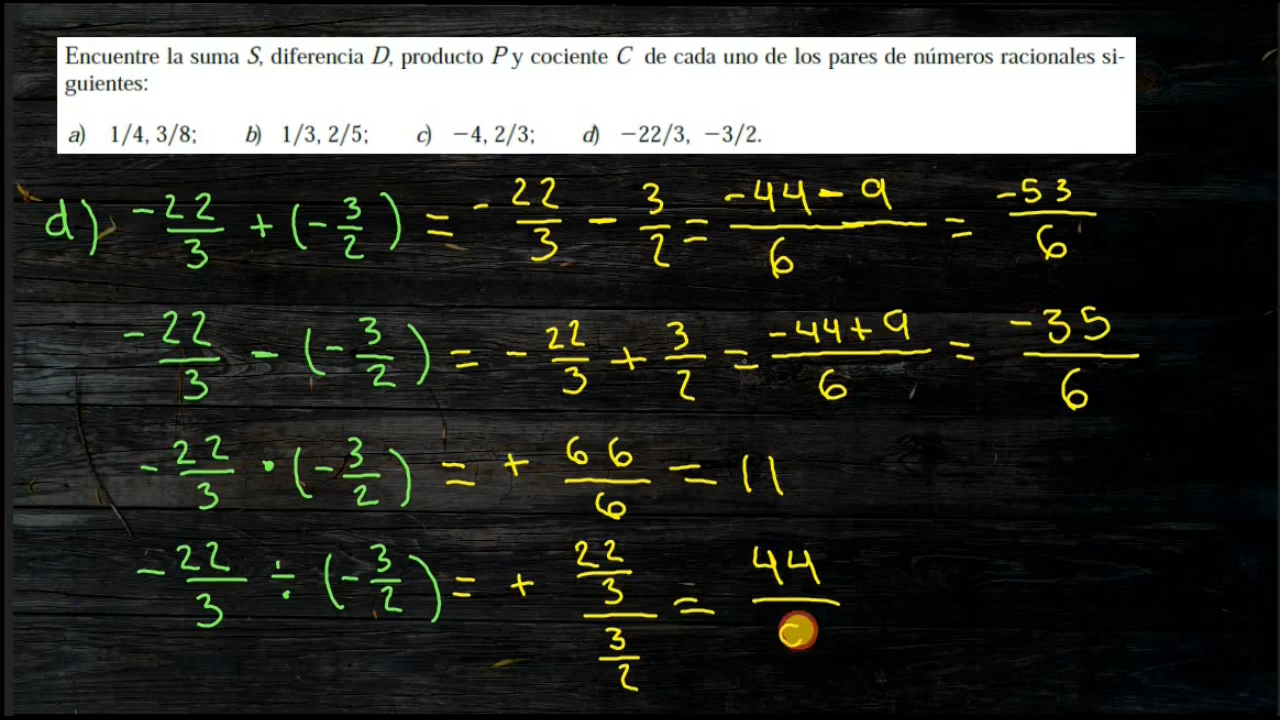 Encuentre la suma S, diferencia D, producto P y cociente C de cada uno de los pares de números racionales si-
guientes:
a) 1/4, 3/8; b) 1/3, 2/5; c) −4, 2/3; d) −22/3, −3/2.
d) -22/3 + (-3/2) = -22/3 - 3/2 = -44-9/6 = -53/6
-22/3 - (-3/2) = -22/3 + 3/2 = -44+9/6 = -35/6
-22/3 · (-3/2) = + 66/6 = 11
-22/3 ÷ (-3/2) = + 22/3/3/2 = 44/